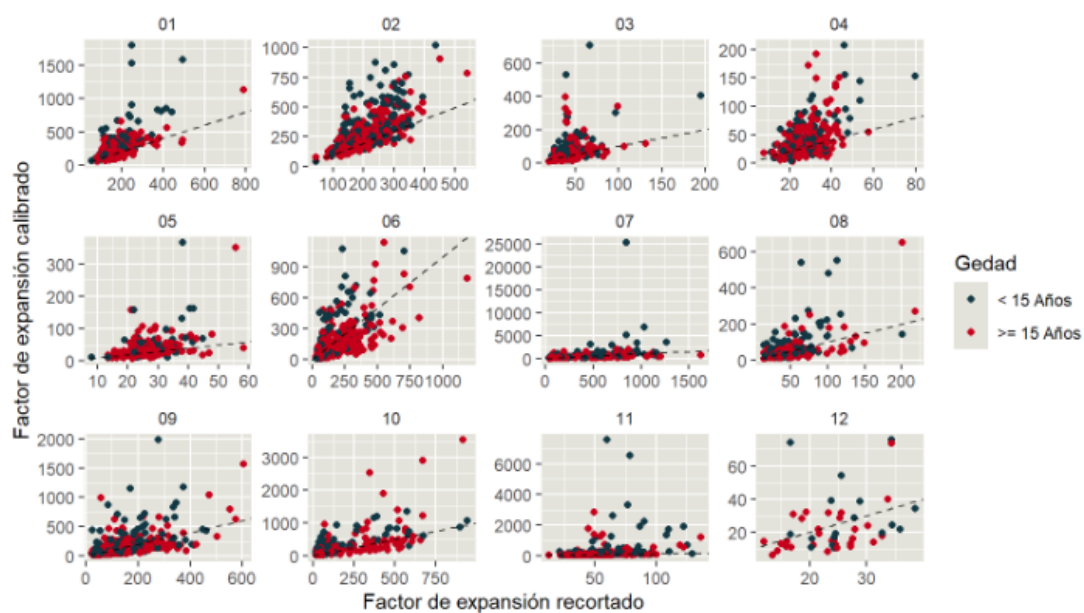 01 02 03 04
1500 1000 500 0
200 400 600 800
1000 750 500 250 0
100 200 300 400 500
600 400 200 0
50 100 150 200
200 150 100 50 0
20 40 60 80
05 06 07 08
300 200 100 0
10 20 30 40 50 60
900 600 300 0
0 250 500 750 1000
25000 20000 15000 10000 5000 0
0 500 1000 1500
600 400 200 0
50 100 150 200
09 10 11 12
2000 1500 1000 500 0
0 200 400 600
3000 2000 1000 0
0 250 500 750
6000 4000 2000 0
50 100
60 40 20
20 30
Factor de expansión calibrado
Factor de expansión recortado
Gedad
< 15 Años
>= 15 Años